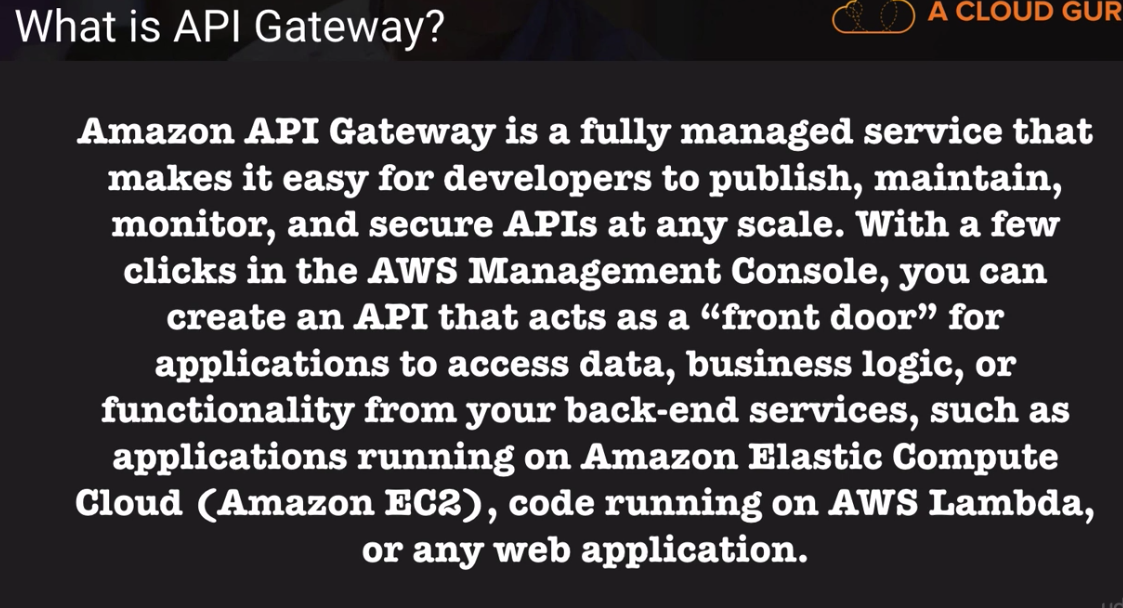 What is API Gateway?
A CLOUD GUR
Amazon API Gateway is a fully managed service that
makes it easy for developers to publish, maintain,
monitor, and secure APIs at any scale. With a few
clicks in the AWS Management Console, you can
create an API that acts as a “front door” for
applications to access data, business logic, or
functionality from your back-end services, such as
applications running on Amazon Elastic Compute
Cloud (Amazon EC2), code running on AWS Lambda,
or any web application.